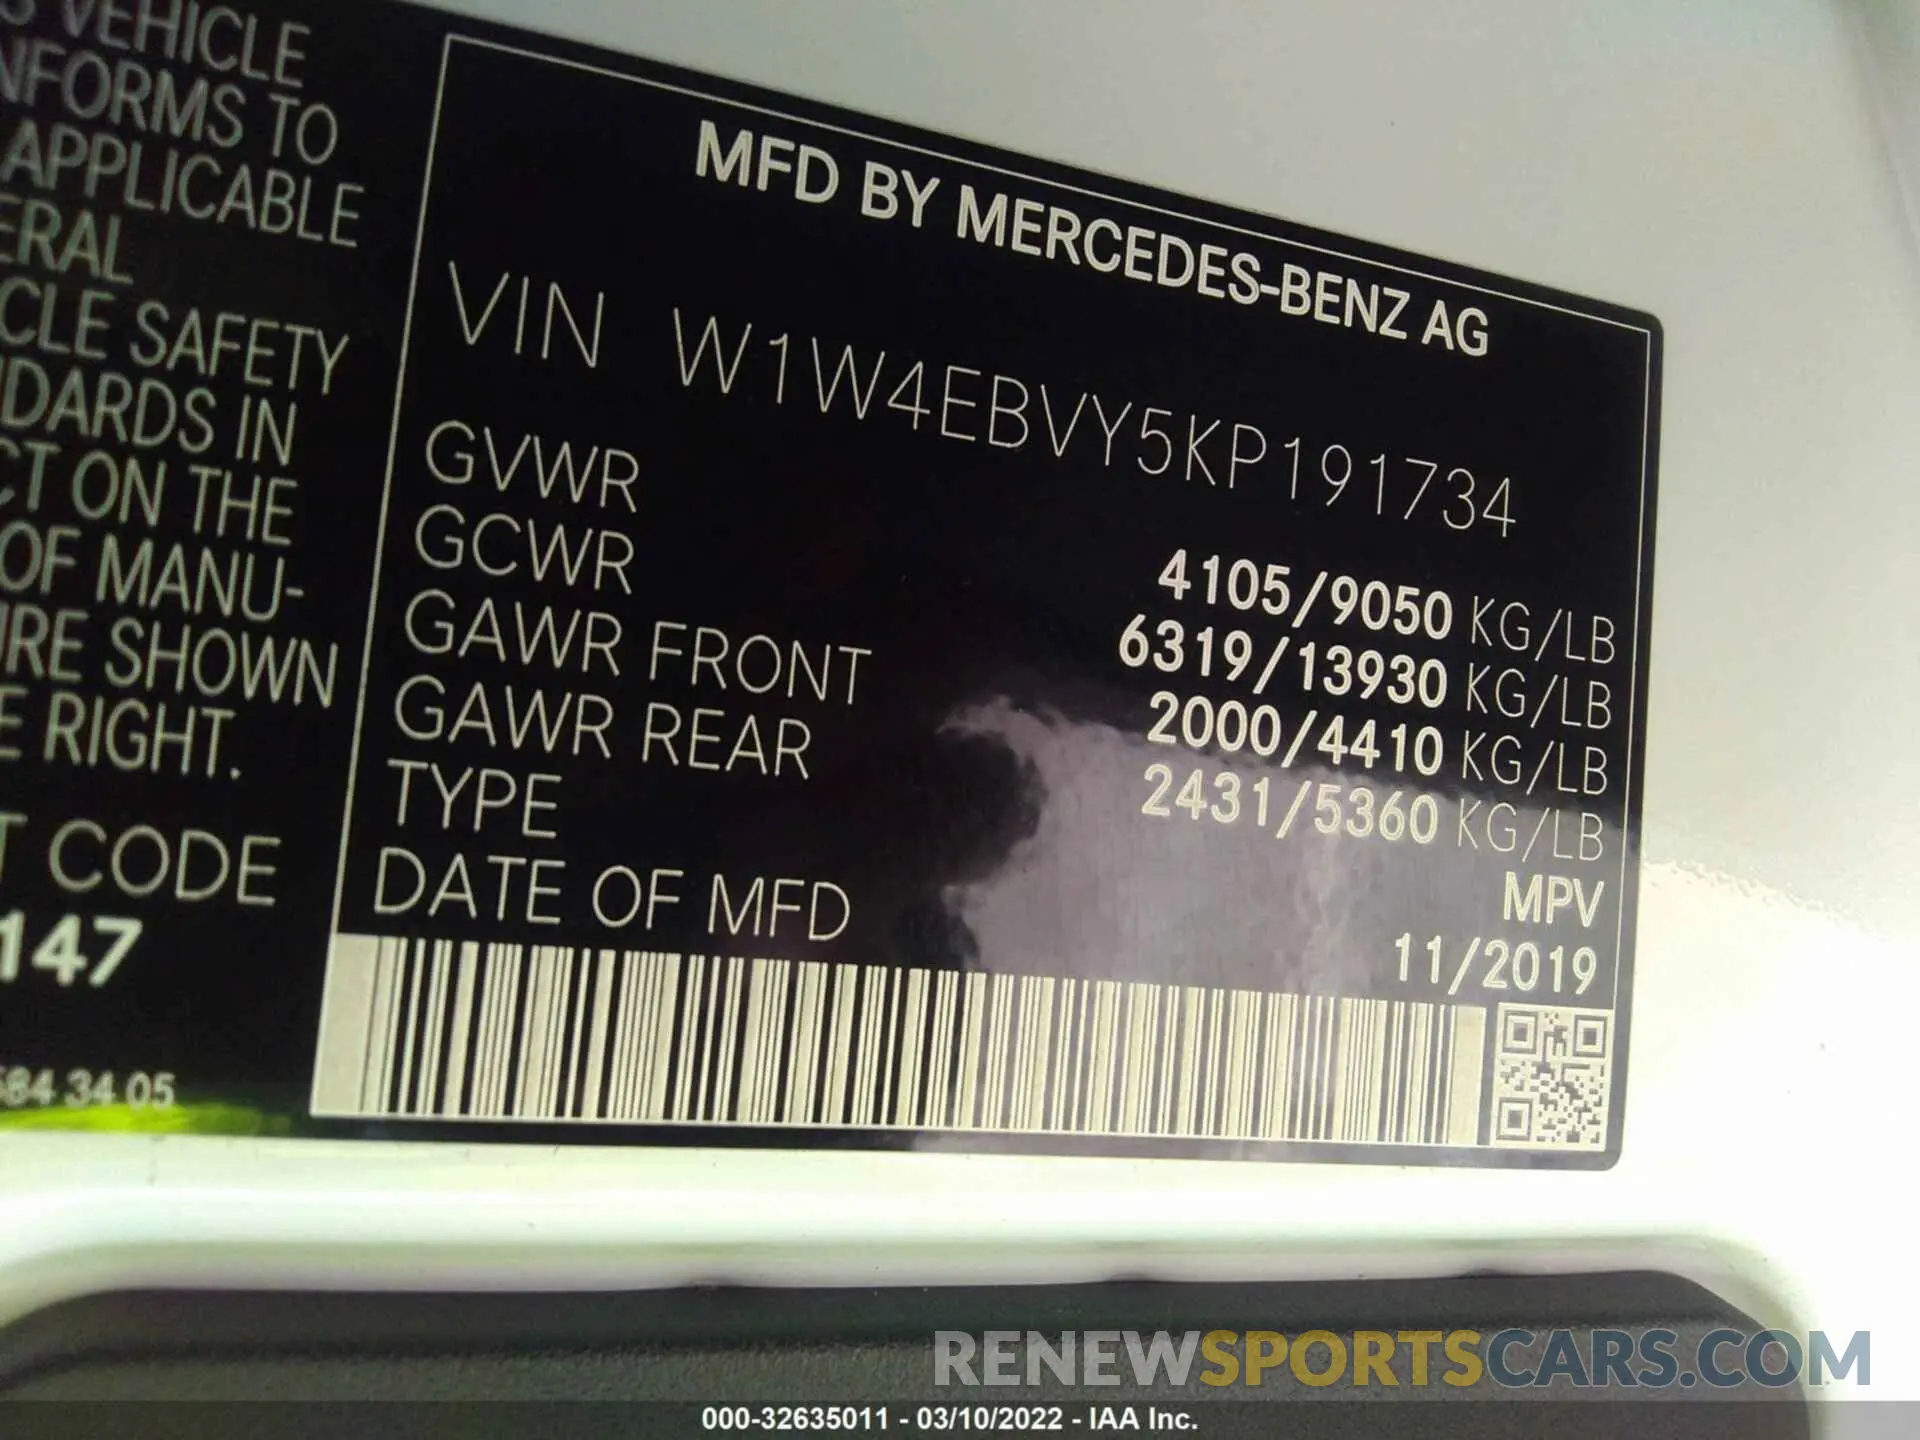 VEHICLE
NFORMS TO
APPLICABLE
ERAL
CLE SAFETY
DARDS IN
CT ON THE
OF MANU-
RE SHOWN
E RIGHT.
T CODE
147
584 34 05
MFD BY MERCEDES-BENZ AG
VIN W1W4EBVY5KP191734
GVWR 4105/9050 KG/LB
GCWR 6319/13930 KG/LB
GAWR FRONT 2000/4410 KG/LB
GAWR REAR 2431/5360 KG/LB
TYPE MPV
DATE OF MFD 11/2019
RENEWSPORTSCARS.COM
000-32635011 - 03/10/2022 - IAA Inc.